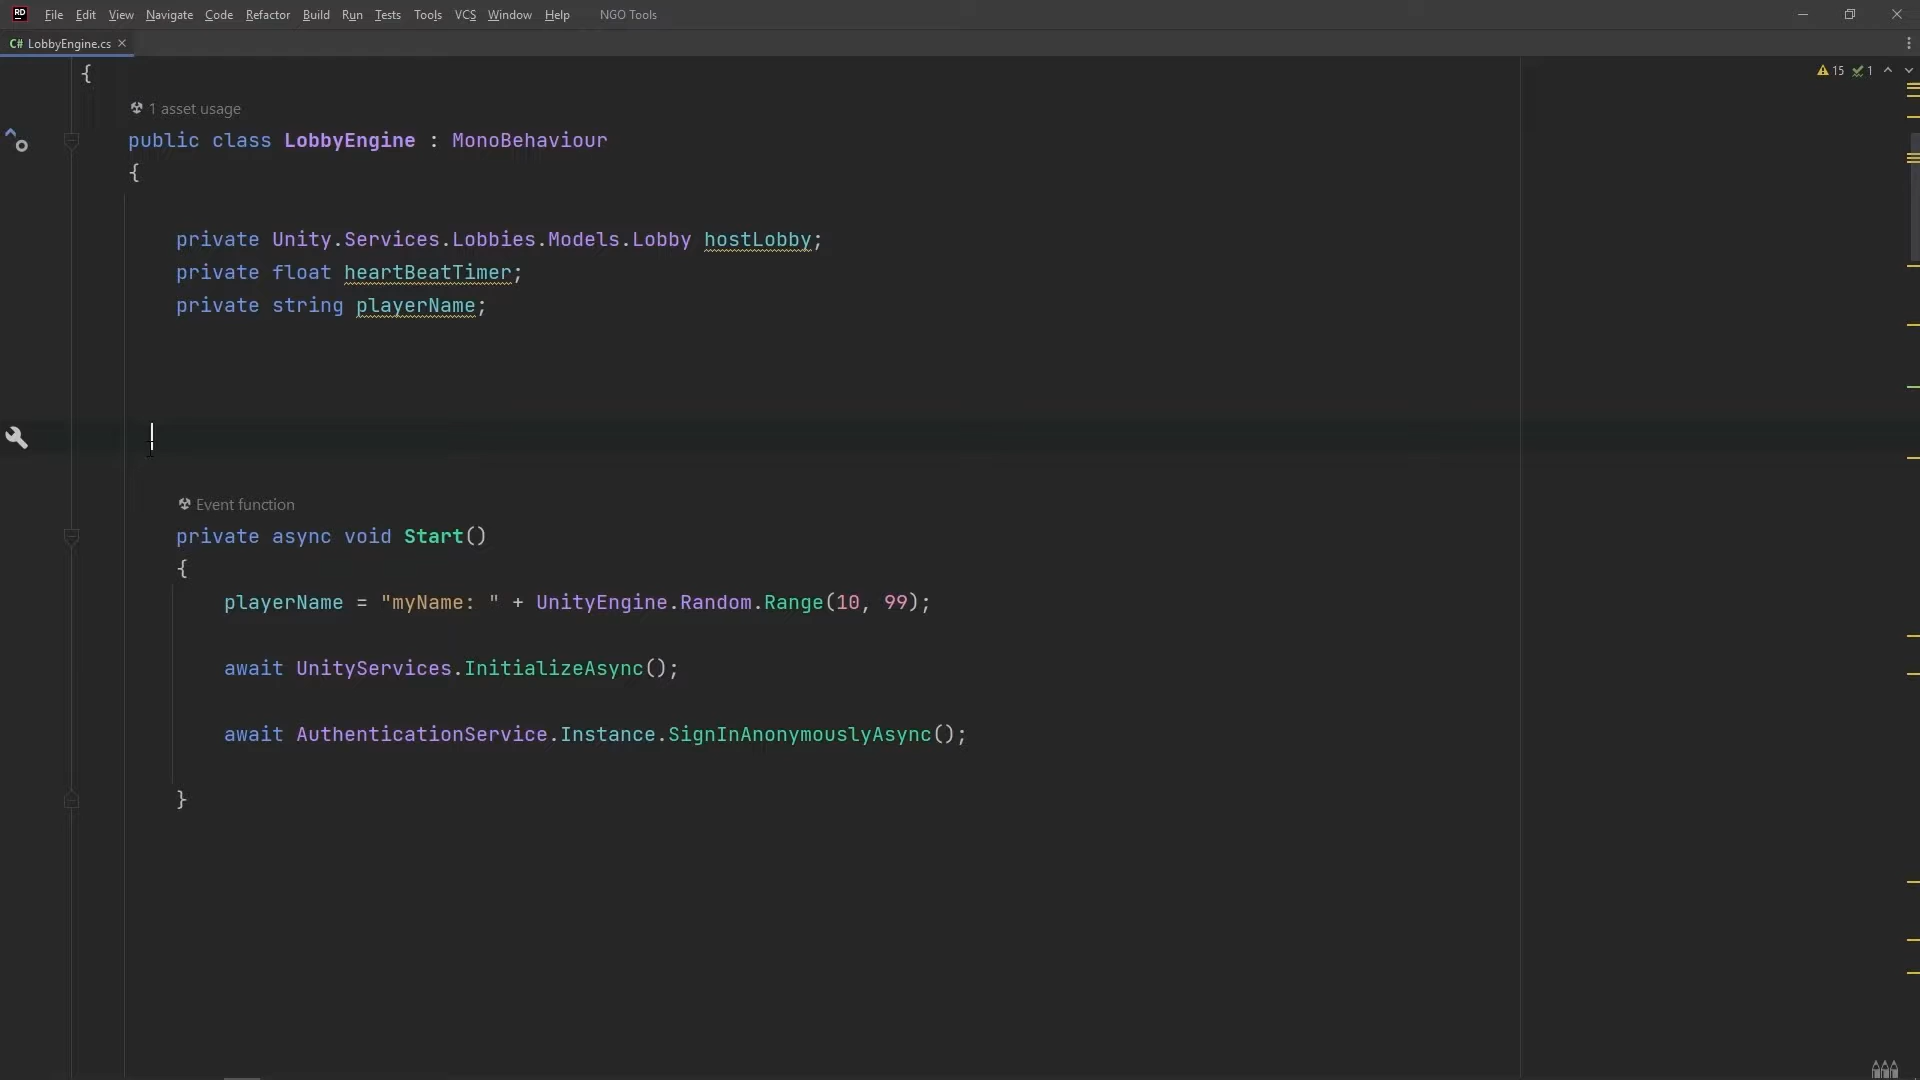 RD File Edit View Navigate Code Refactor Build Run Tests Tools VCS Window Help NGO Tools
C# LobbyEngine.cs
{
15 1
1 asset usage
public class LobbyEngine : MonoBehaviour
{
private Unity.Services.Lobbies.Models.Lobby hostLobby;
private float heartBeatTimer;
private string playerName;
Event function
private async void Start()
{
playerName = "myName: " + UnityEngine.Random.Range(10, 99);
await UnityServices.InitializeAsync();
await AuthenticationService.Instance.SignInAnonymouslyAsync();
}